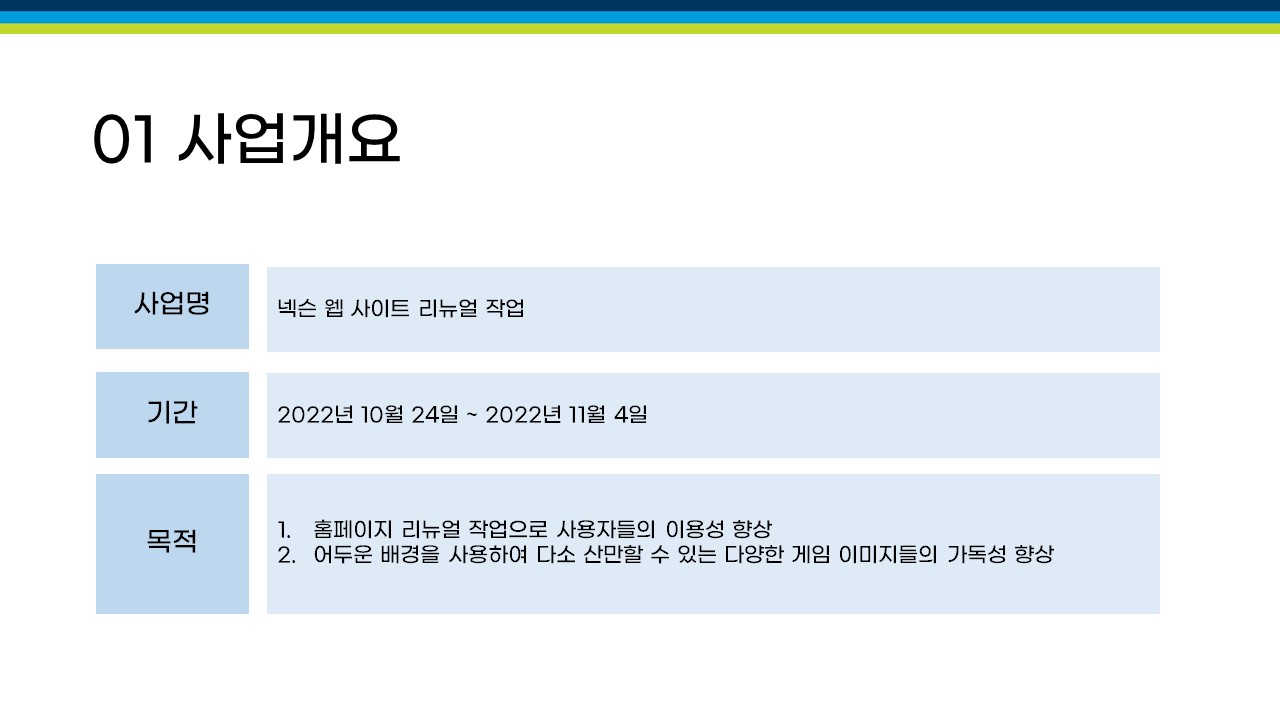 01 사업개요
사업명
넥슨 웹 사이트 리뉴얼 작업
기간
2022년 10월 24일 ~ 2022년 11월 4일
목적
1. 홈페이지 리뉴얼 작업으로 사용자들의 이용성 향상
2. 어두운 배경을 사용하여 다소 산만할 수 있는 다양한 게임 이미지들의 가독성 향상